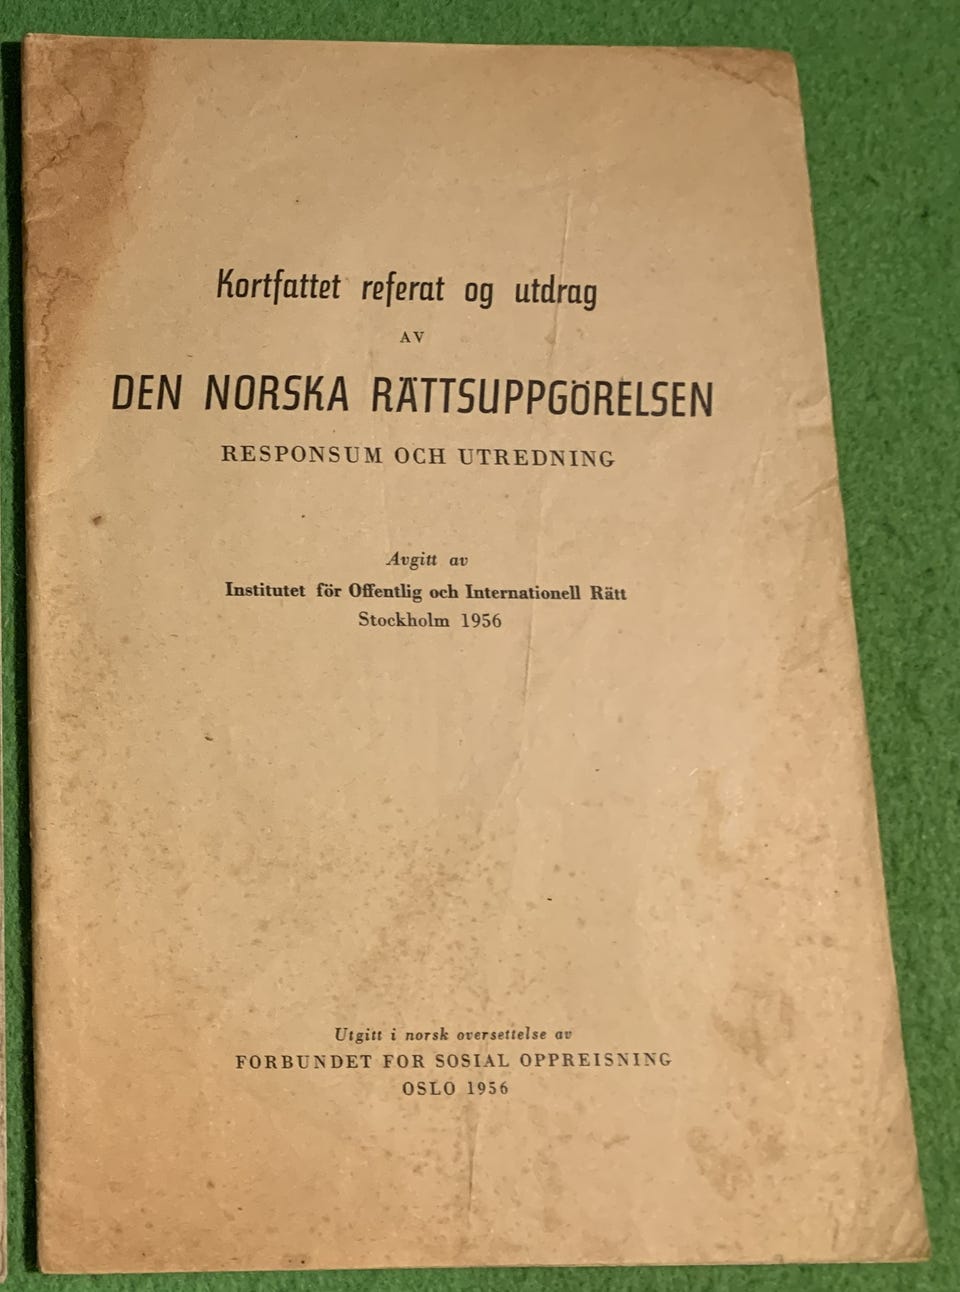 Kortfattet referat og utdrag
AV
DEN NORSKA RÄTTSUPPGÖRELSEN
RESPONSUM OCH UTREDNING
Avgitt av
Institutet för Offentlig och Internationell Rätt
Stockholm 1956
Utgitt i norsk oversettelse av
FORBUNDET FOR SOSIAL OPPREISNING
OSLO 1956